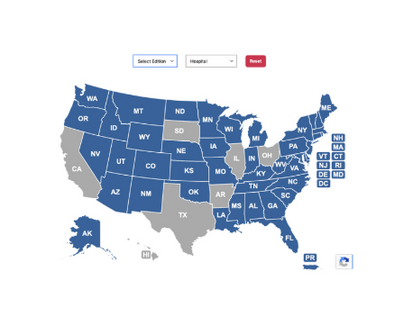 Select Edition Hospital Reset
WA
ME
MT
ND
MN
OR
ID
WI
NY
SD
MI
WY
NH
IA
PA
NE
MA
NV
IL
IN
OH
VT
CT
UT
CO
WV
NJ
RI
CA
KS
MO
VA
KY
DE
MD
NC
DC
TN
AZ
NM
OK
AR
SC
MS
AL
GA
TX
LA
AK
FL
HI
PR